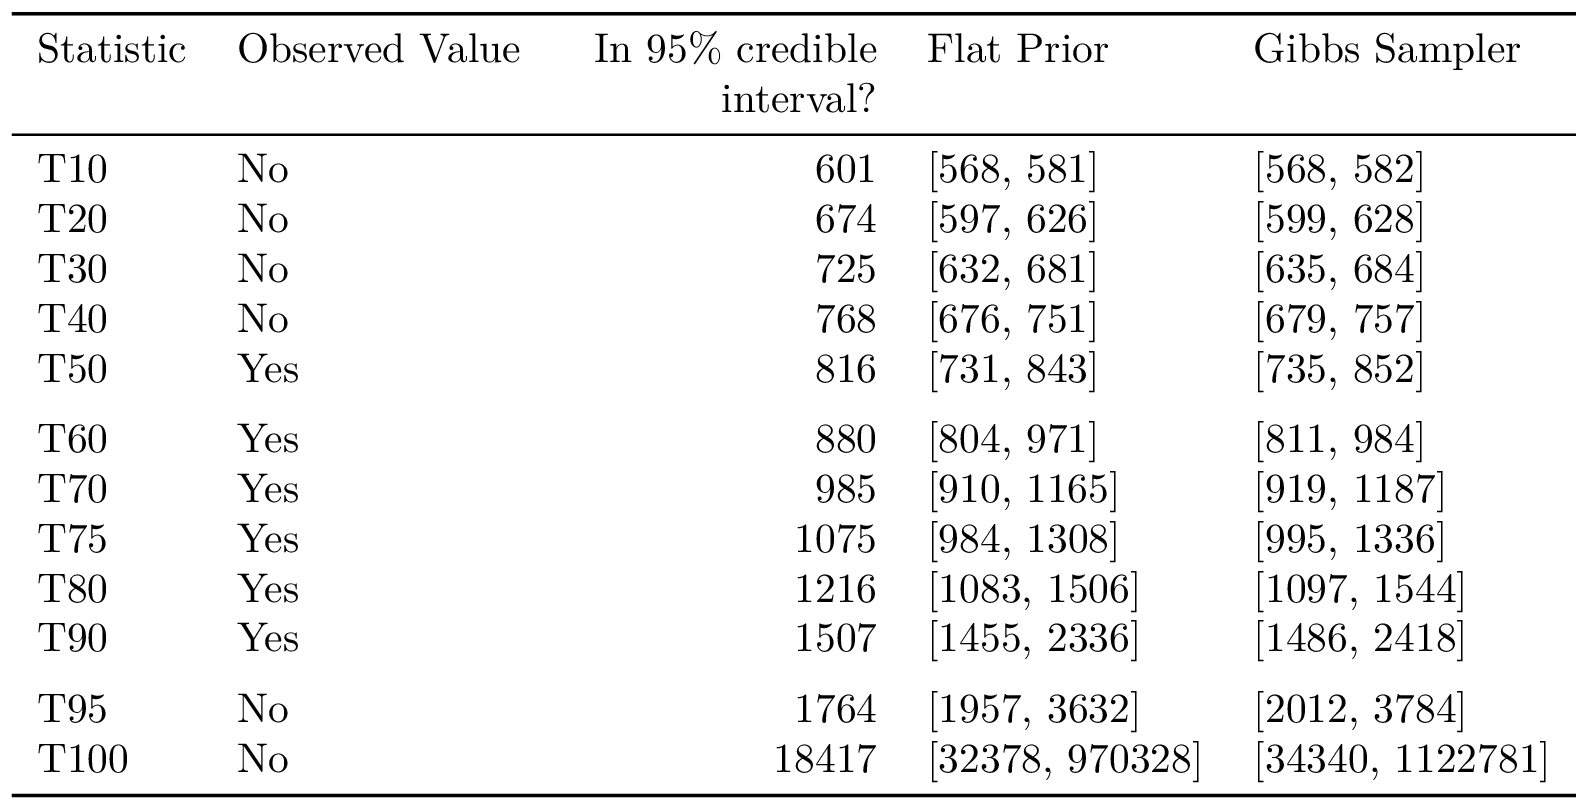 Statistic Observed Value In 95% credible Flat Prior Gibbs Sampler
interval?
T10 No 601 [568, 581] [568, 582]
T20 No 674 [597, 626] [599, 628]
T30 No 725 [632, 681] [635, 684]
T40 No 768 [676, 751] [679, 757]
T50 Yes 816 [731, 843] [735, 852]
T60 Yes 880 [804, 971] [811, 984]
T70 Yes 985 [910, 1165] [919, 1187]
T75 Yes 1075 [984, 1308] [995, 1336]
T80 Yes 1216 [1083, 1506] [1097, 1544]
T90 Yes 1507 [1455, 2336] [1486, 2418]
T95 No 1764 [1957, 3632] [2012, 3784]
T100 No 18417 [32378, 970328] [34340, 1122781]